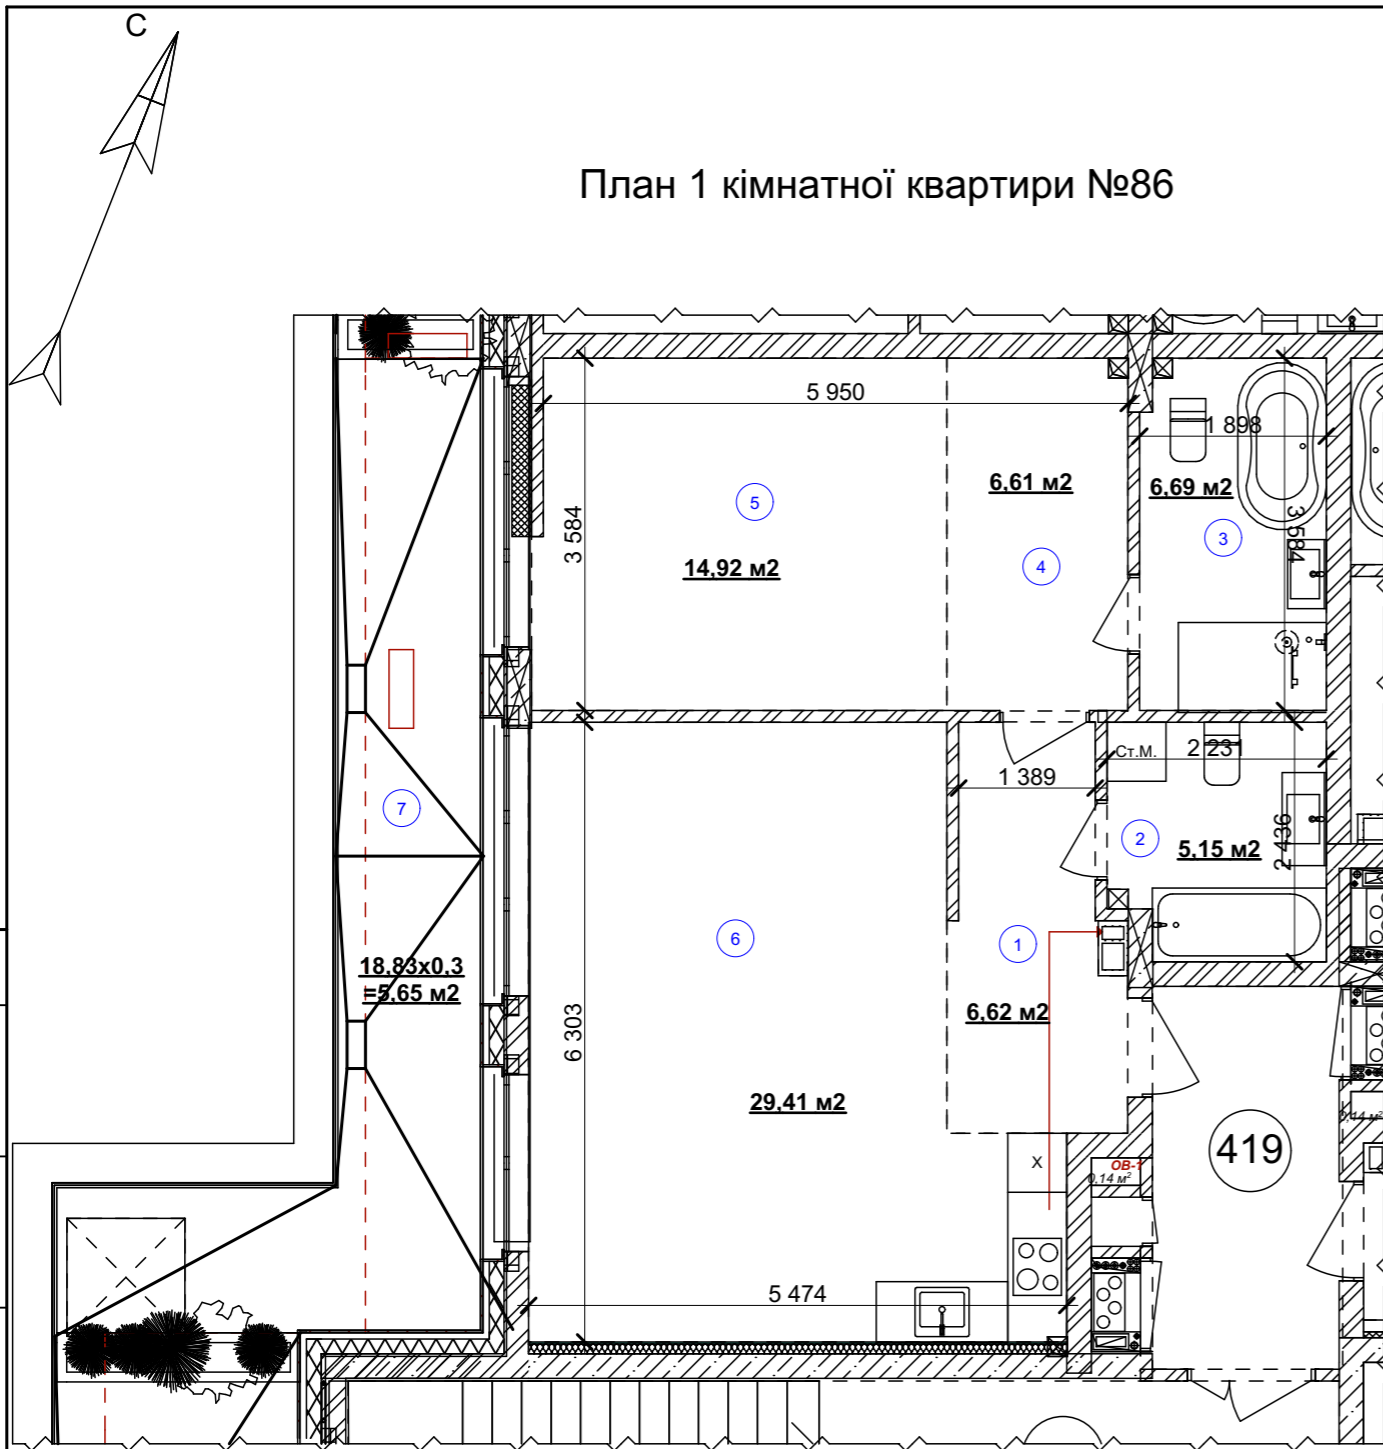 С
План 1 кімнатної квартири №86
5 950
1 898
6,61 м2
6,69 м2
5
3
3 584
3 584
14,92 м2
4
Ст.М.
2 231
1 389
7
2
5,15 м2
2 436
6
1
18,83х0,3
=5,65 м2
6,62 м2
6 303
29,41 м2
0,14 м²
419
Х
ОВ-1
0,14 м²
5 474